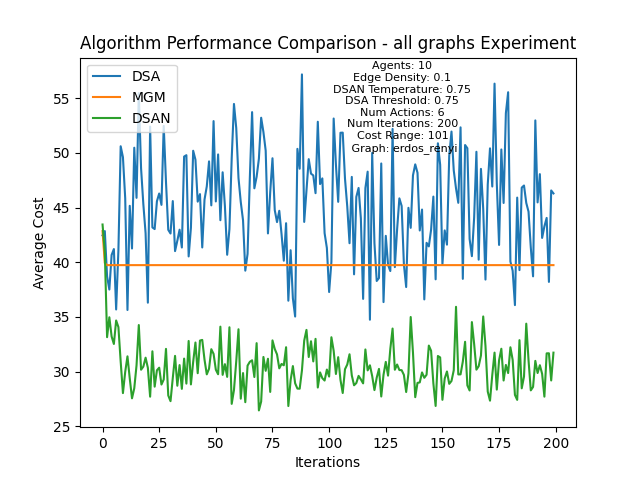 Algorithm Performance Comparison - all graphs Experiment
DSA
MGM
DSAN
Agents: 10
Edge Density: 0.1
DSAN Temperature: 0.75
DSA Threshold: 0.75
Num Actions: 6
Num Iterations: 200
Cost Range: 101
Graph: erdos_renyi
Average Cost
55
50
45
40
35
30
25
0 25 50 75 100 125 150 175 200
Iterations